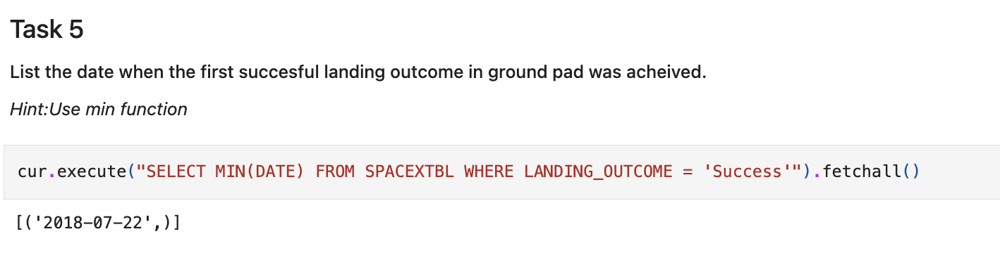 Task 5
List the date when the first succesful landing outcome in ground pad was acheived.
Hint:Use min function
cur.execute("SELECT MIN(DATE) FROM SPACEXTBL WHERE LANDING_OUTCOME = 'Success'").fetchall()
[('2018-07-22',)]